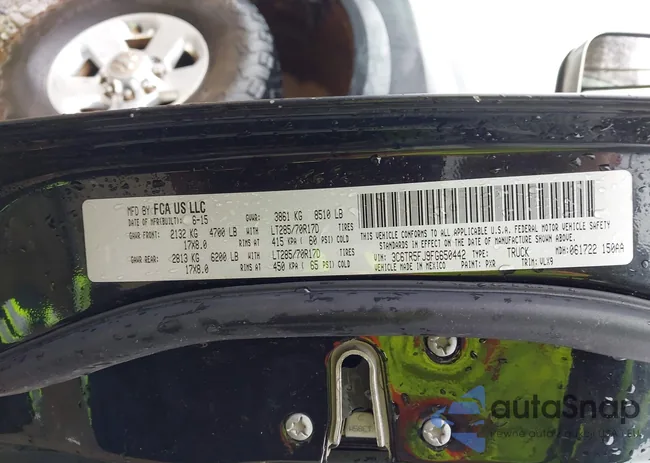 MFD BY: FCA US LLC
DATE OF MFR(BUILT): 6-15 GVWR: 3861 KG 8510 LB
GAWR FRONT: 2132 KG 4700 LB WITH LT285/70R17D TIRES
17X8.0 RIMS AT 415 KPA ( 60 PSI) COLD
GAWR REAR: 2813 KG 6200 LB WITH LT285/70R17D TIRES
17X8.0 RIMS AT 450 KPA ( 65 PSI) COLD
THIS VEHICLE CONFORMS TO ALL APPLICABLE U.S.A. FEDERAL MOTOR VEHICLE SAFETY
STANDARDS IN EFFECT ON THE DATE OF MANUFACTURE SHOWN ABOVE.
VIN: 3C6TR5FJ9FG650442 TYPE: TRUCK MDH:061722 150AA
VEHICLE MADE IN MEXICO PAINT: PXR TRIM: VLX9
autoSnap